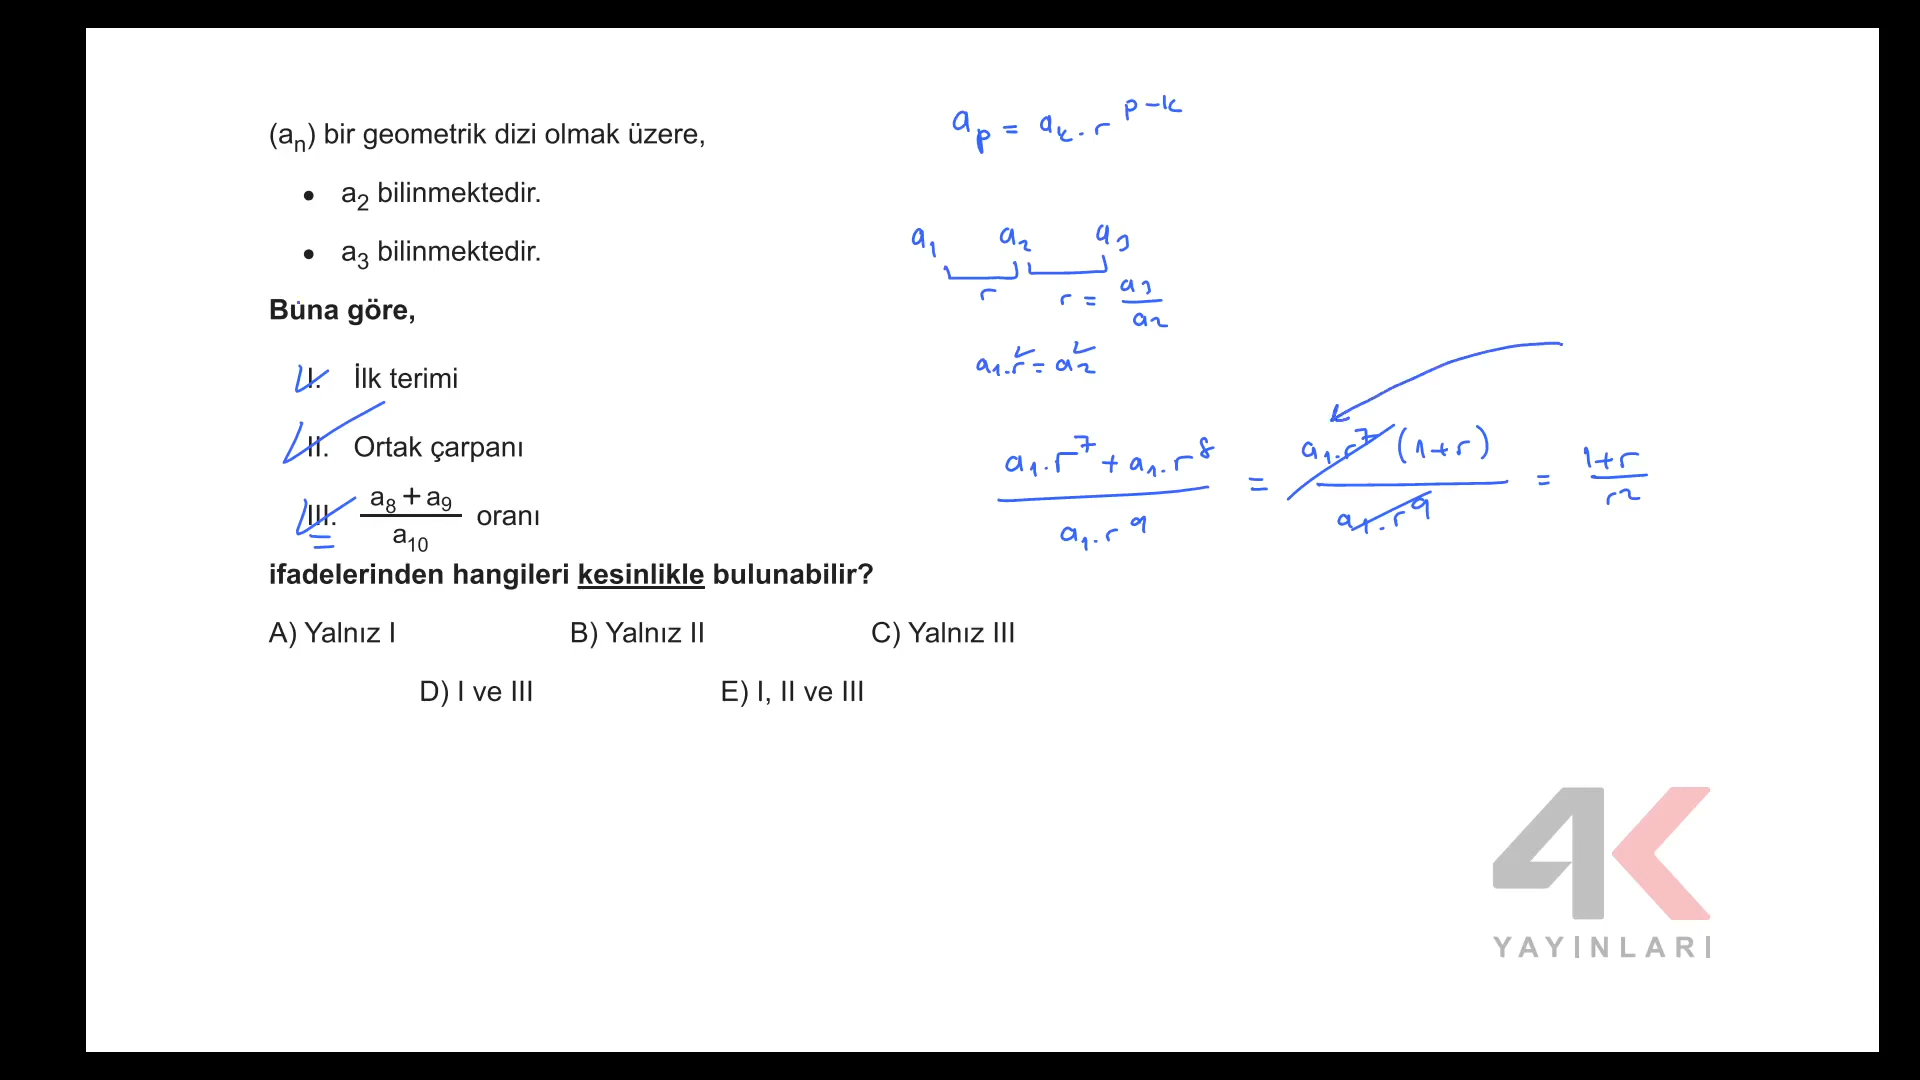 (aₙ) bir geometrik dizi olmak üzere,
• a₂ bilinmektedir.
• a₃ bilinmektedir.
Buna göre,
I. İlk terimi
II. Ortak çarpanı
III. (a₈ + a₉) / a₁₀ oranı
ifadelerinden hangileri kesinlikle bulunabilir?
A) Yalnız I B) Yalnız II C) Yalnız III
D) I ve III E) I, II ve III
aₚ = aₖ . r^(p-k)
a₁ a₂ a₃
r r = a₃ / a₂
a₁.r = a₂
(a₁.r⁷ + a₁.r⁸) / (a₁.r⁹) = (a₁.r⁷ (1+r)) / (a₁.r⁹) = (1+r) / r²
4K
YAYINLARI